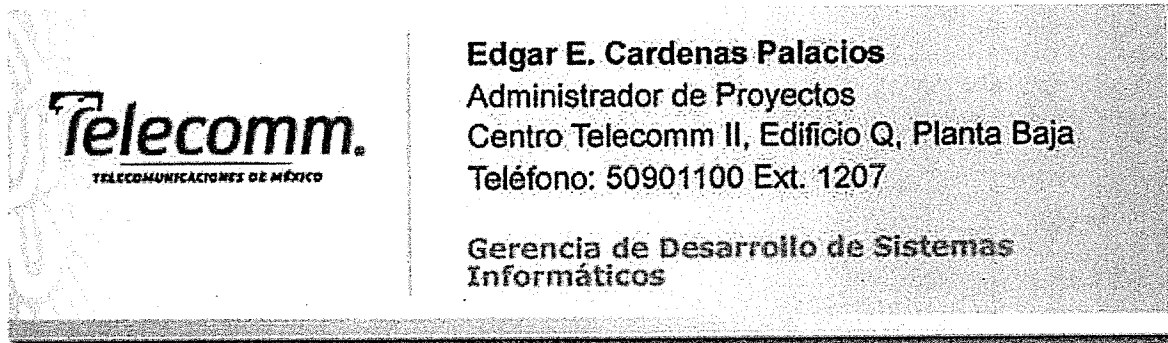 Telecomm.
TELECOMUNICACIONES DE MÉXICO
Edgar E. Cardenas Palacios
Administrador de Proyectos
Centro Telecomm II, Edificio Q, Planta Baja
Teléfono: 50901100 Ext. 1207
Gerencia de Desarrollo de Sistemas
Informáticos